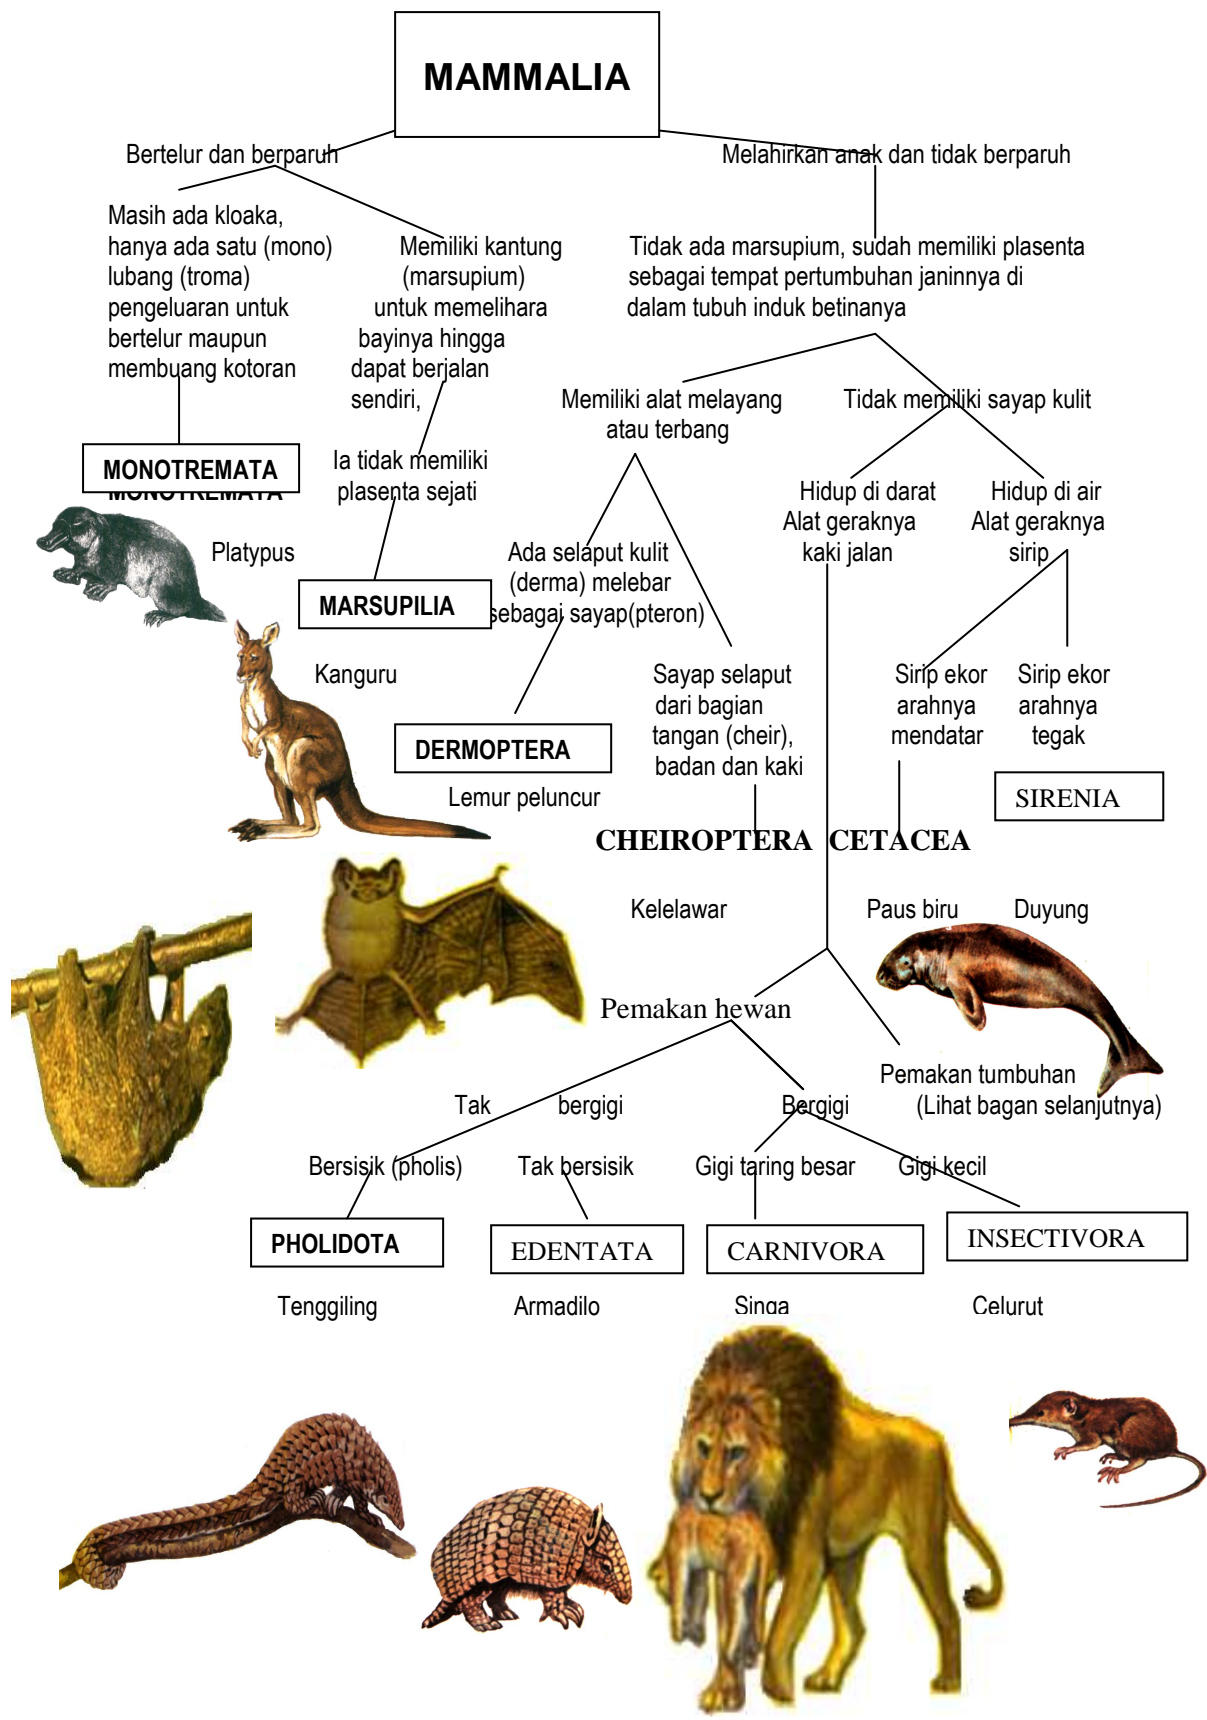 MAMMALIA
Bertelur dan berparuh
Melahirkan anak dan tidak berparuh
Masih ada kloaka,
hanya ada satu (mono)
lubang (troma)
pengeluaran untuk
bertelur maupun
membuang kotoran
Memiliki kantung
(marsupium)
untuk memelihara
bayinya hingga
dapat berjalan
sendiri,
Tidak ada marsupium, sudah memiliki plasenta
sebagai tempat pertumbuhan janinnya di
dalam tubuh induk betinanya
Memiliki alat melayang
atau terbang
Tidak memiliki sayap kulit
MONOTREMATA
MONOTREMATA
Ia tidak memiliki
plasenta sejati
Hidup di darat
Alat geraknya
kaki jalan
Hidup di air
Alat geraknya
sirip
Platypus
Ada selaput kulit
(derma) melebar
sebagai sayap(pteron)
MARSUPILIA
Kanguru
Sayap selaput
dari bagian
tangan (cheir),
badan dan kaki
Sirip ekor
arahnya
mendatar
Sirip ekor
arahnya
tegak
DERMOPTERA
Lemur peluncur
SIRENIA
CHEIROPTERA CETACEA
Kelelawar
Paus biru
Duyung
Pemakan hewan
Pemakan tumbuhan
(Lihat bagan selanjutnya)
Tak bergigi
Bergigi
Bersisik (pholis)
Tak bersisik
Gigi taring besar
Gigi kecil
PHOLIDOTA
EDENTATA
CARNIVORA
INSECTIVORA
Tenggiling
Armadilo
Singa
Celurut